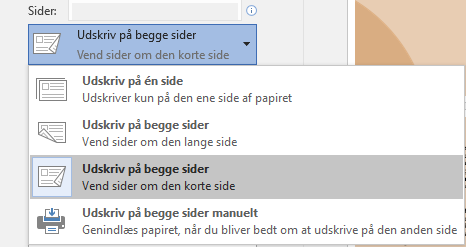 Sider:
Udskriv på begge sider
Vend sider om den korte side
Udskriv på én side
Udskriver kun på den ene side af papiret
Udskriv på begge sider
Vend sider om den lange side
Udskriv på begge sider
Vend sider om den korte side
Udskriv på begge sider manuelt
Genindlæs papiret, når du bliver bedt om at udskrive på den anden side